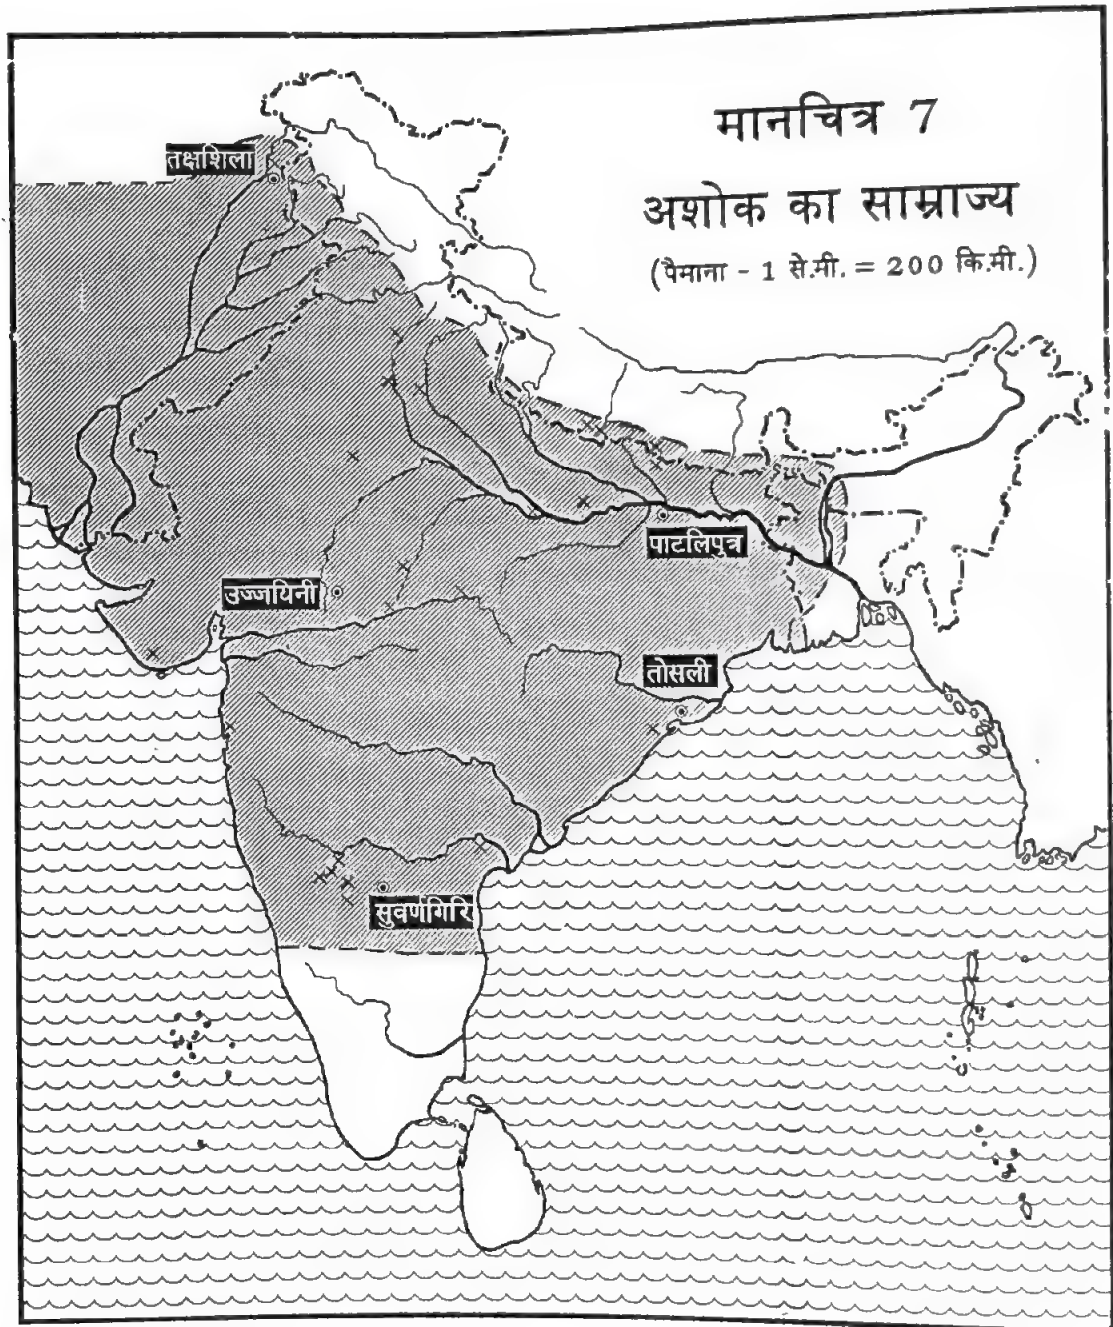 मानचित्र 7
अशोक का साम्राज्य
(पैमाना - 1 से.मी. = 200 कि.मी.)
तक्षशिला
पाटलिपुत्र
उज्जयिनी
तोसली
सुवर्णगिरि